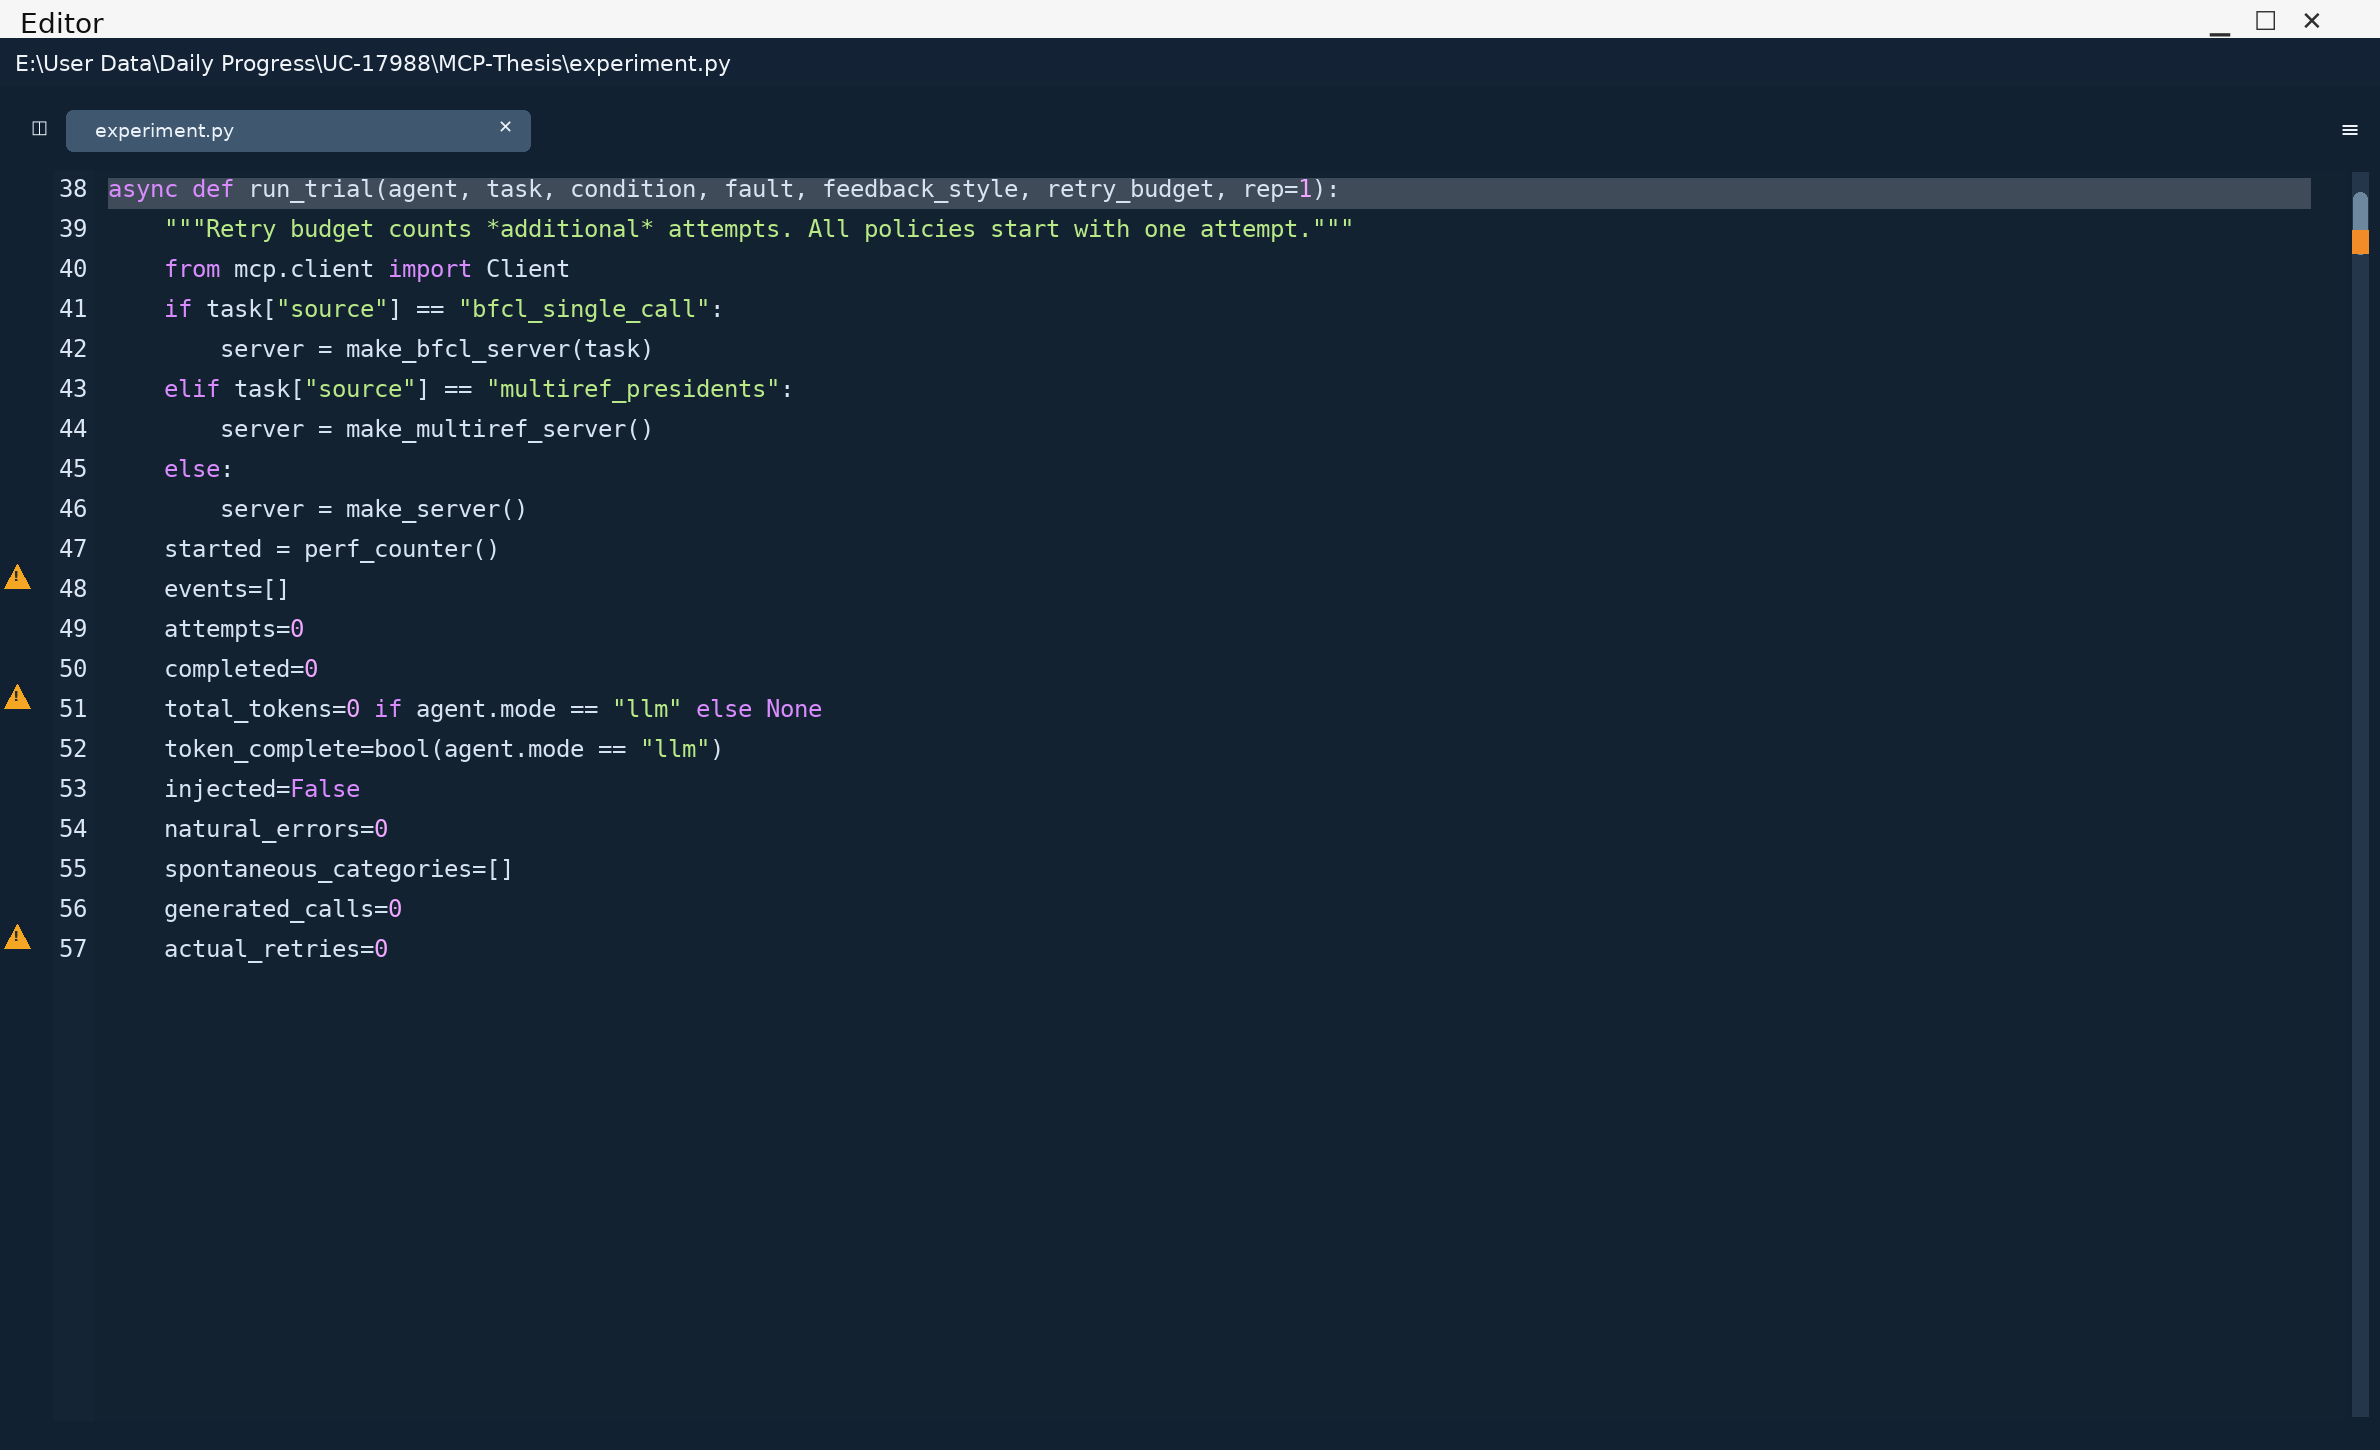 Editor
E:\User Data\Daily Progress\UC-17988\MCP-Thesis\experiment.py
experiment.py
38 async def run_trial(agent, task, condition, fault, feedback_style, retry_budget, rep=1):
39     """Retry budget counts *additional* attempts. All policies start with one attempt."""
40     from mcp.client import Client
41     if task["source"] == "bfcl_single_call":
42         server = make_bfcl_server(task)
43     elif task["source"] == "multiref_presidents":
44         server = make_multiref_server()
45     else:
46         server = make_server()
47     started = perf_counter()
48     events=[]
49     attempts=0
50     completed=0
51     total_tokens=0 if agent.mode == "llm" else None
52     token_complete=bool(agent.mode == "llm")
53     injected=False
54     natural_errors=0
55     spontaneous_categories=[]
56     generated_calls=0
57     actual_retries=0